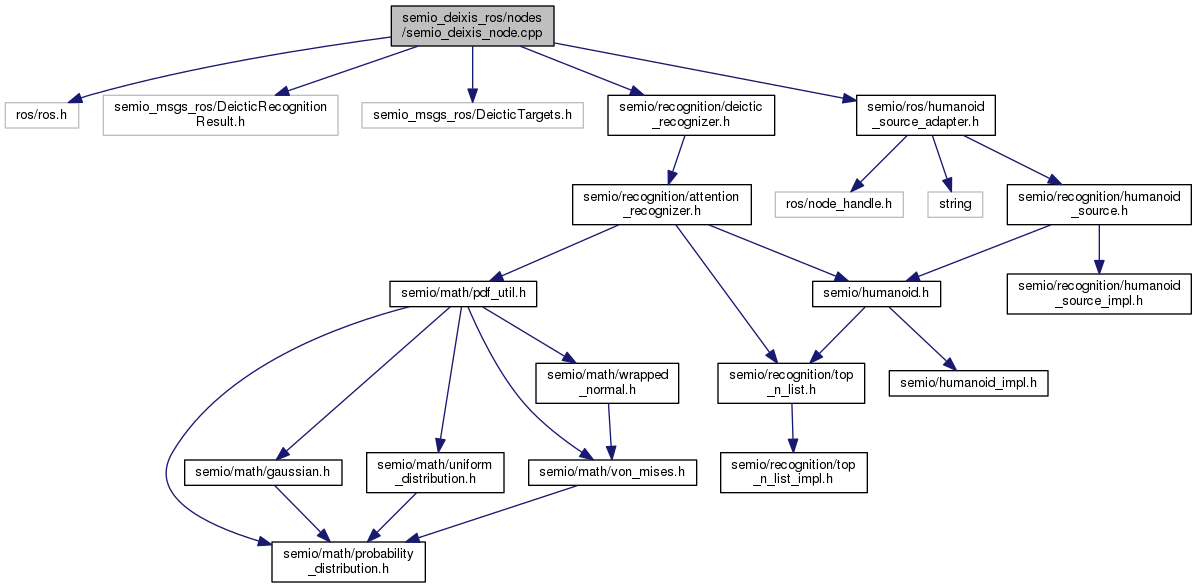 semio_deixis_ros/nodes
/semio_deixis_node.cpp
ros/ros.h
semio_msgs_ros/DeicticRecognition
Result.h
semio_msgs_ros/DeicticTargets.h
semio/recognition/deictic
_recognizer.h
semio/ros/humanoid
_source_adapter.h
semio/recognition/attention
_recognizer.h
ros/node_handle.h
string
semio/recognition/humanoid
_source.h
semio/math/pdf_util.h
semio/humanoid.h
semio/recognition/humanoid
_source_impl.h
semio/math/wrapped
_normal.h
semio/recognition/top
_n_list.h
semio/humanoid_impl.h
semio/math/gaussian.h
semio/math/uniform
_distribution.h
semio/math/von_mises.h
semio/recognition/top
_n_list_impl.h
semio/math/probability
_distribution.h